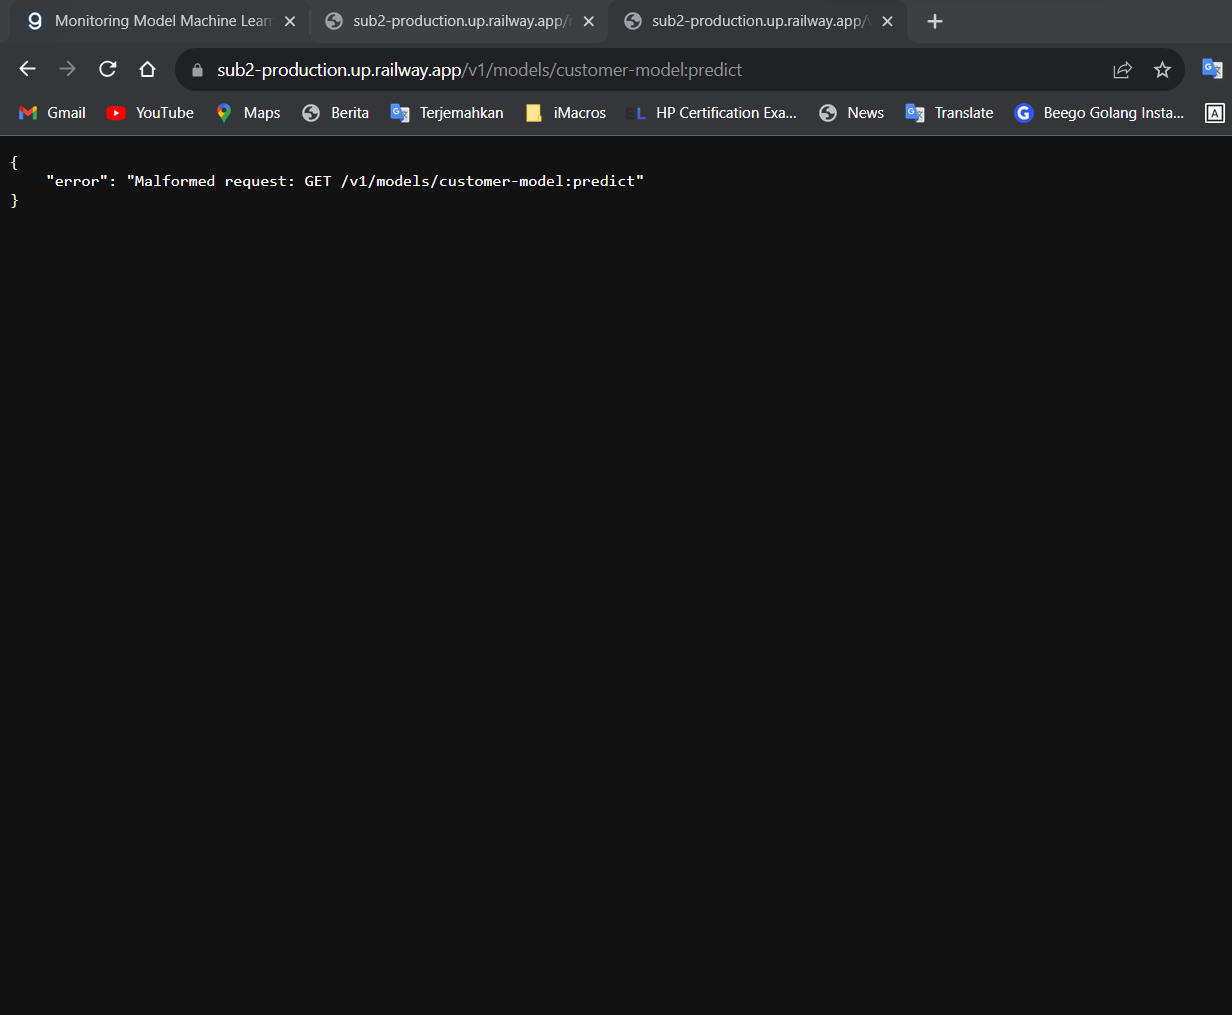 Monitoring Model Machine Lear
sub2-production.up.railway.app/
sub2-production.up.railway.app/
sub2-production.up.railway.app/v1/models/customer-model:predict
Gmail YouTube Maps Berita Terjemahkan iMacros HP Certification Exa... News Translate Beego Golang Insta...
{
"error": "Malformed request: GET /v1/models/customer-model:predict"
}